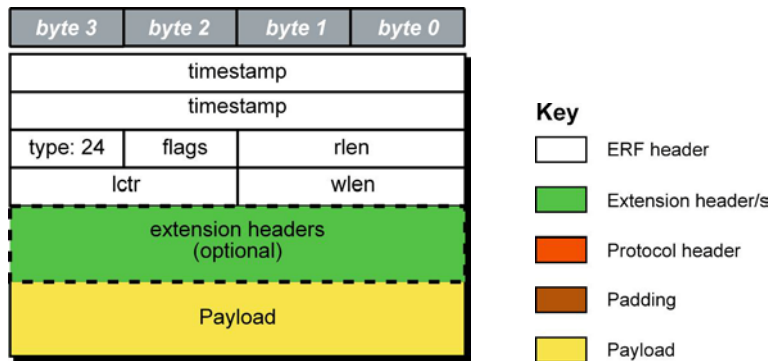 byte 3 byte 2 byte 1 byte 0
timestamp
timestamp
type: 24 flags rlen
lctr wlen
extension headers
(optional)
Payload
Key
ERF header
Extension header/s
Protocol header
Padding
Payload